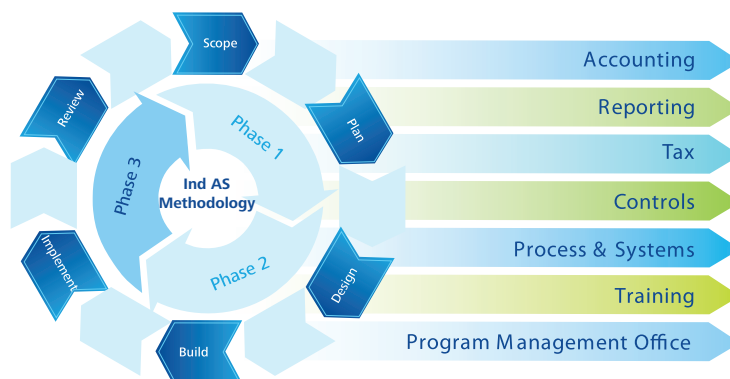 Scope
Plan
Design
Build
Implement
Review
Phase 1
Phase 2
Phase 3
Ind AS
Methodology
Accounting
Reporting
Tax
Controls
Process & Systems
Training
Program Management Office